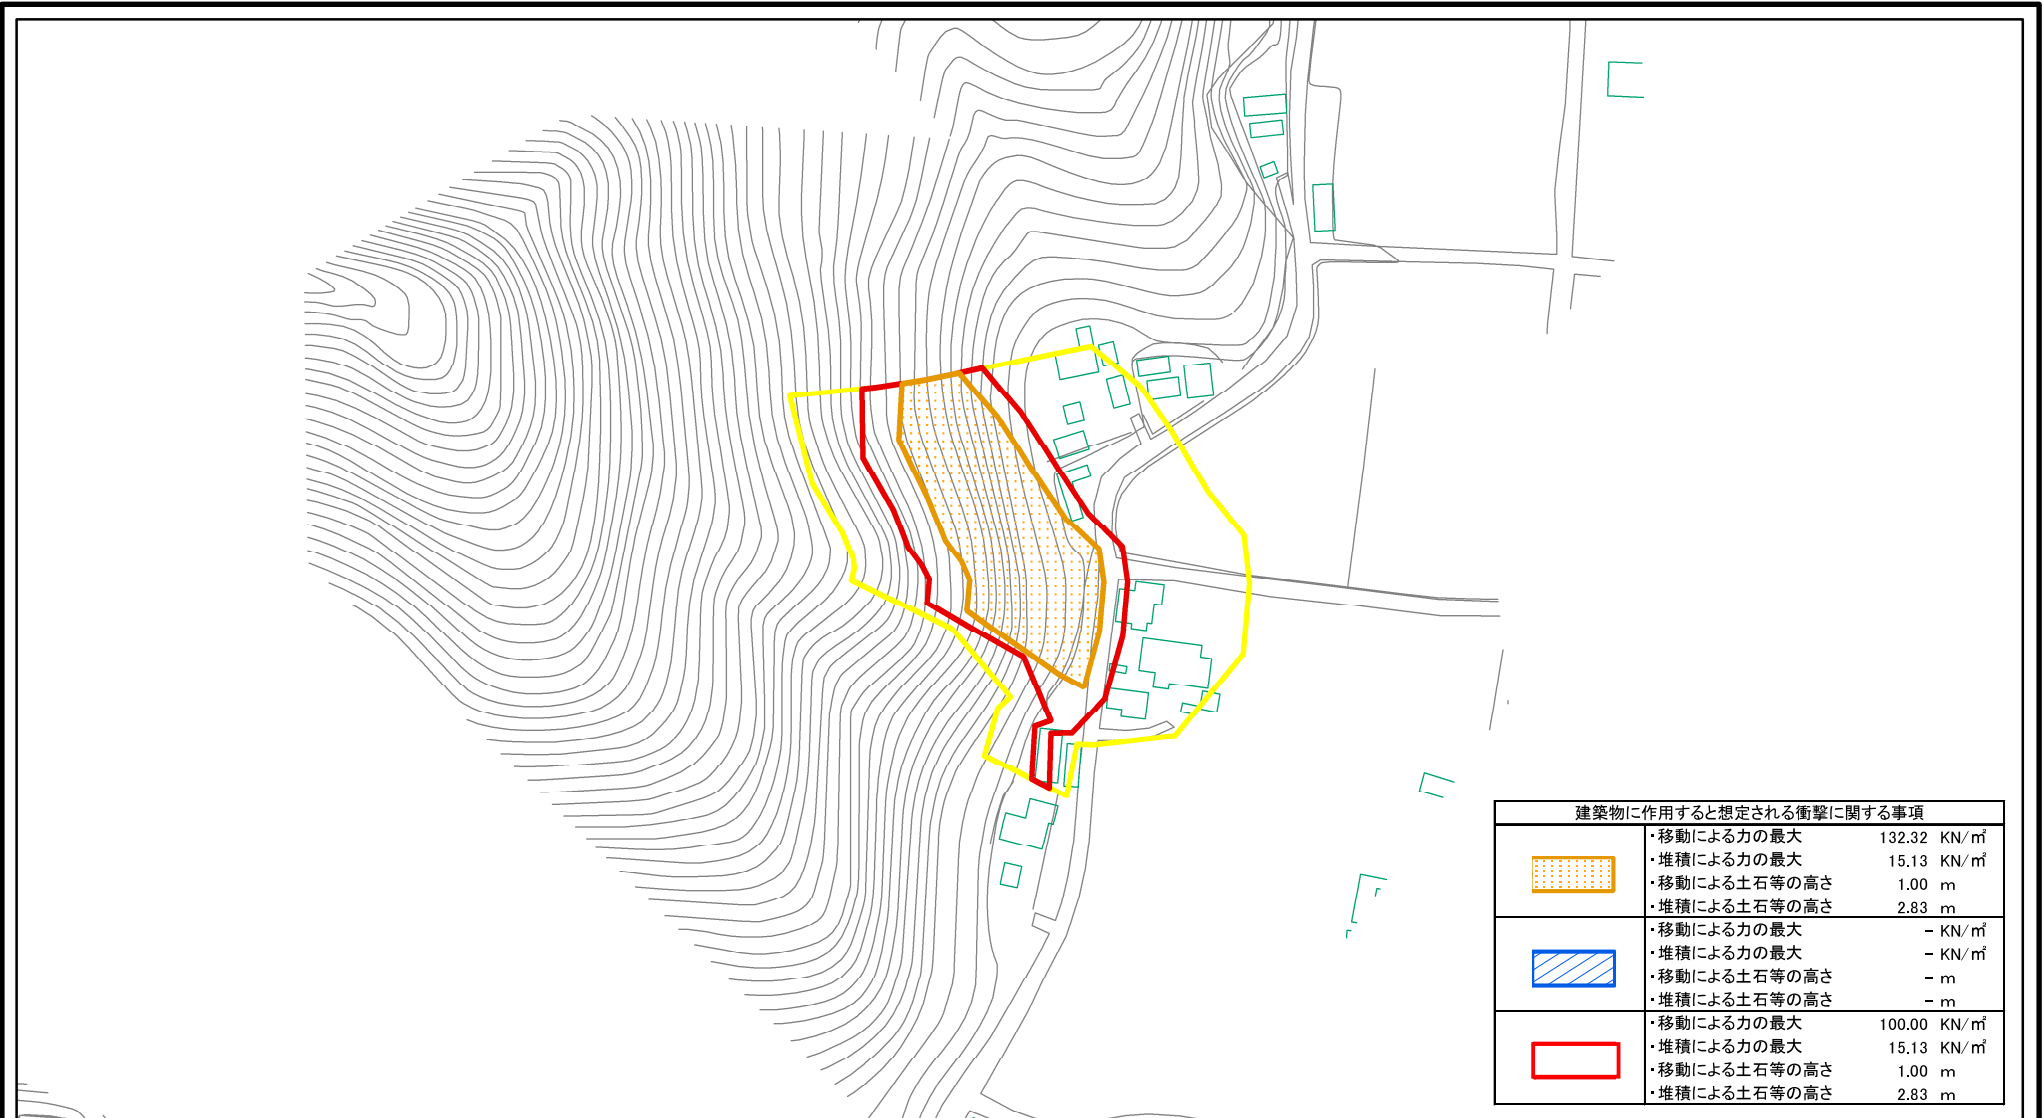 建築物に作用すると想定される衝撃に関する事項
・移動による力の最大 132.32 KN/㎡
・堆積による力の最大 15.13 KN/㎡
・移動による土石等の高さ 1.00 m
・堆積による土石等の高さ 2.83 m
・移動による力の最大 - KN/㎡
・堆積による力の最大 - KN/㎡
・移動による土石等の高さ - m
・堆積による土石等の高さ - m
・移動による力の最大 100.00 KN/㎡
・堆積による力の最大 15.13 KN/㎡
・移動による土石等の高さ 1.00 m
・堆積による土石等の高さ 2.83 m